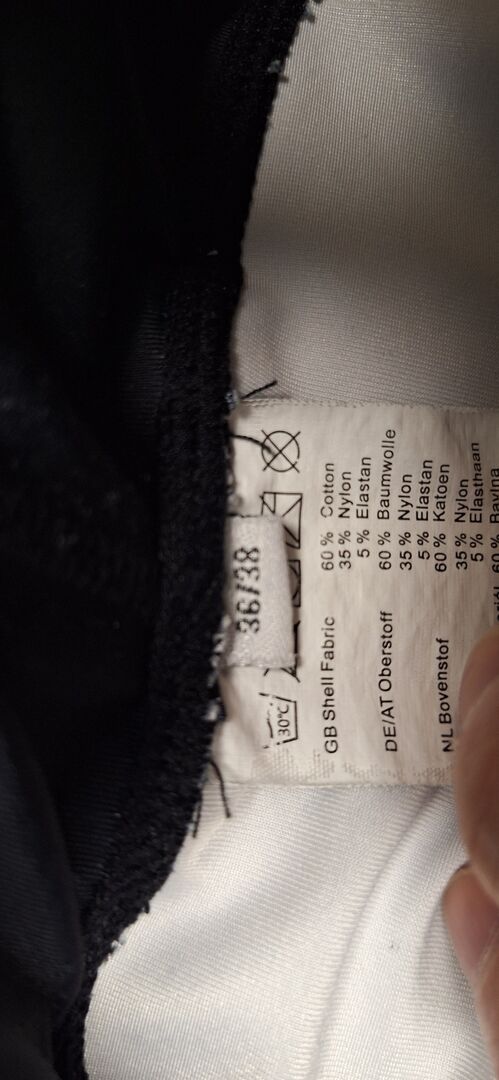 36/38
30°C
GB Shell Fabric 60 % Cotton
35 % Nylon
5 % Elastan
DE/AT Oberstoff 60 % Baumwolle
35 % Nylon
5 % Elastan
NL Bovenstof 60 % Katoen
35 % Nylon
5 % Elasthaan
60 %